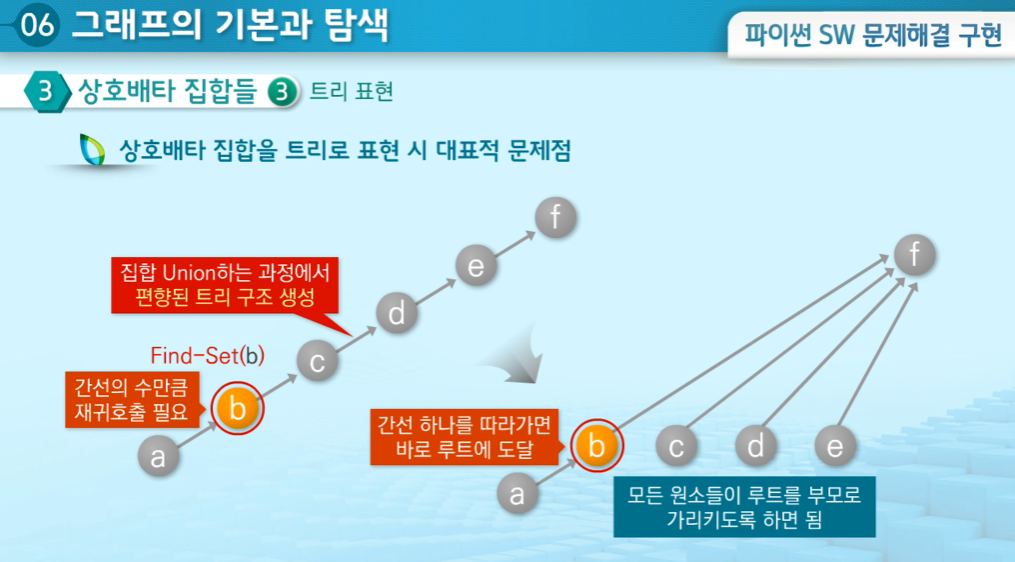 06 그래프의 기본과 탐색
파이썬 SW 문제해결 구현
3 상호배타 집합들 3 트리 표현
상호배타 집합을 트리로 표현 시 대표적 문제점
집합 Union하는 과정에서
편향된 트리 구조 생성
Find-Set(b)
간선의 수만큼
재귀호출 필요
a
b
c
d
e
f
간선 하나를 따라가면
바로 루트에 도달
a
b
c
d
e
f
모든 원소들이 루트를 부모로
가리키도록 하면 됨